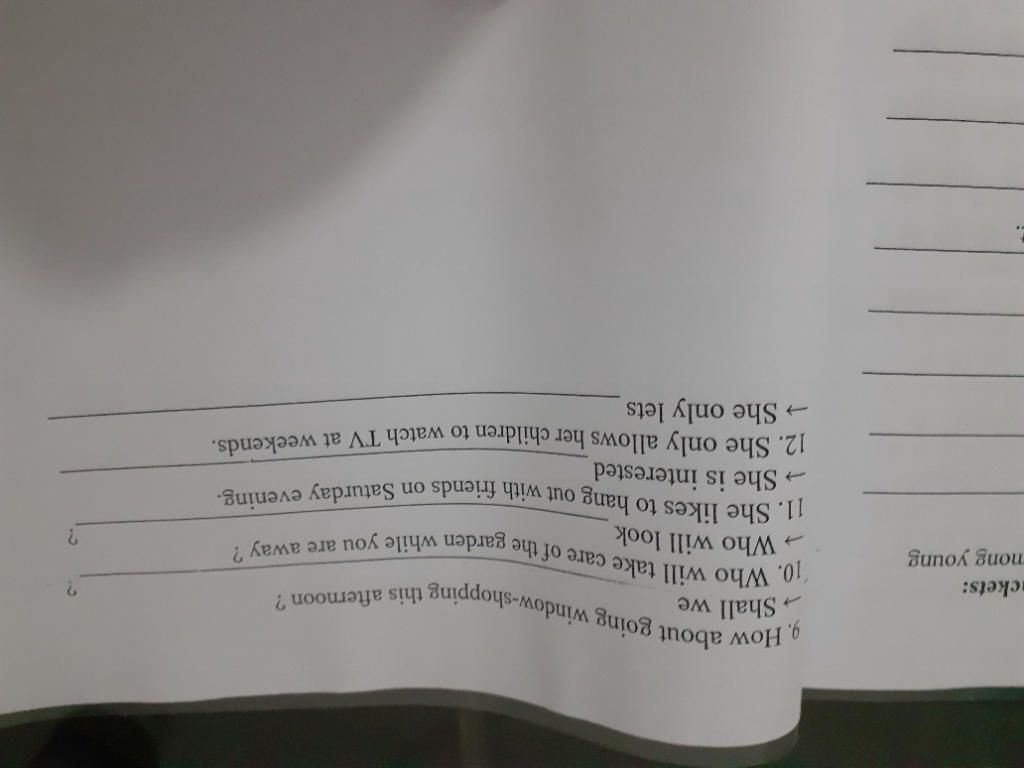 9. How about going window-shopping this afternoon ?
→ Shall we ?
10. Who will take care of the garden while you are away ?
→ Who will look ?
11. She likes to hang out with friends on Saturday evening.
→ She is interested
12. She only allows her children to watch TV at weekends.
→ She only lets
young